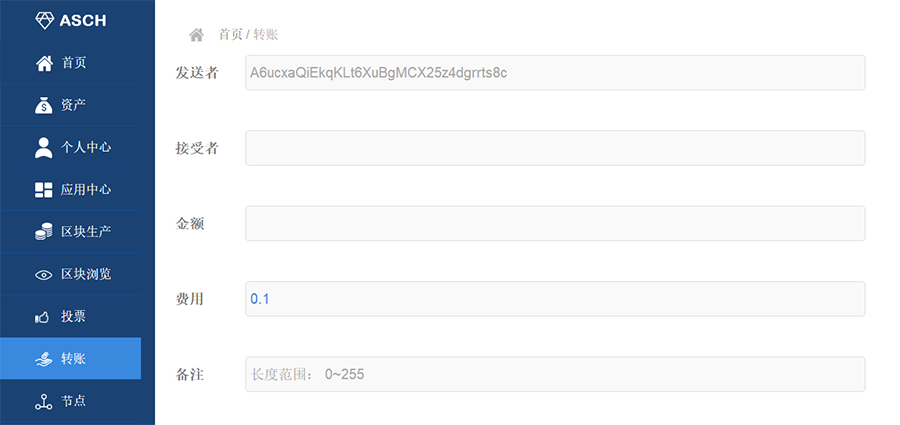 ASCH
首页
资产
个人中心
应用中心
区块生产
区块浏览
投票
转账
节点
首页 / 转账
发送者 A6ucxaQiEkqKLt6XuBgMCX25z4dgrrts8c
接受者
金额
费用 0.1
备注 长度范围： 0~255